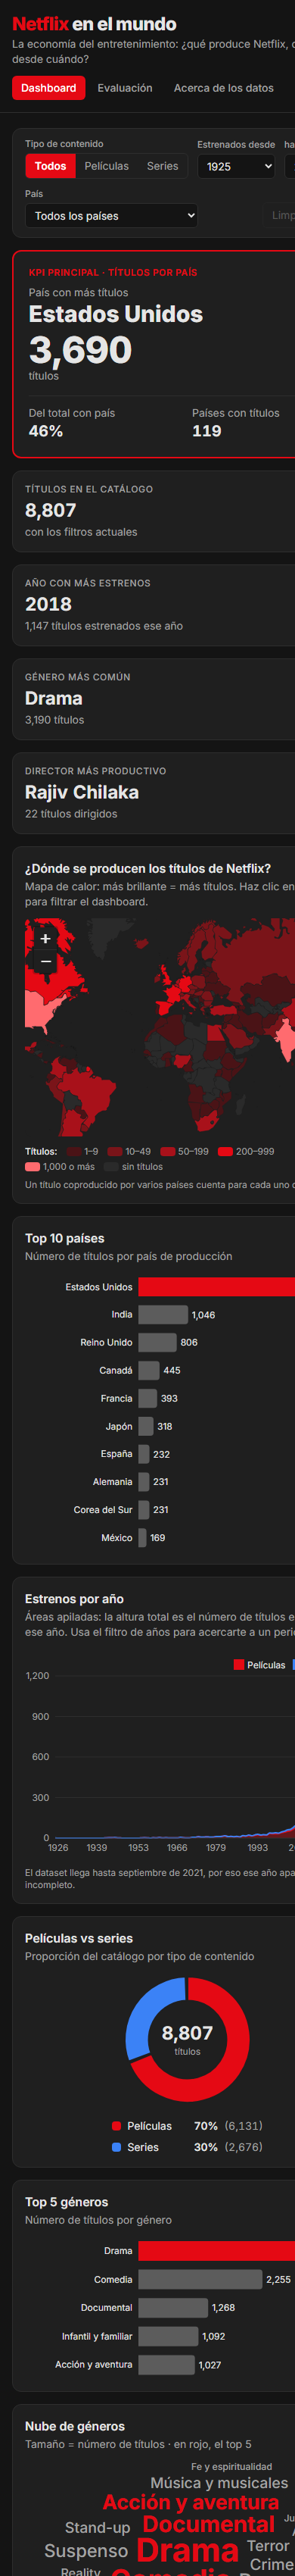 Netflix en el mundo
La economía del entretenimiento: ¿qué produce Netflix,
desde cuándo?
Dashboard Evaluación Acerca de los datos
Tipo de contenido
Todos Películas Series
Estrenados desde
1925
País
Todos los países
KPI PRINCIPAL · TÍTULOS POR PAÍS
País con más títulos
Estados Unidos
3,690
títulos
Del total con país
46%
Países con títulos
119
TÍTULOS EN EL CATÁLOGO
8,807
con los filtros actuales
AÑO CON MÁS ESTRENOS
2018
1,147 títulos estrenados ese año
GÉNERO MÁS COMÚN
Drama
3,190 títulos
DIRECTOR MÁS PRODUCTIVO
Rajiv Chilaka
22 títulos dirigidos
¿Dónde se producen los títulos de Netflix?
Mapa de calor: más brillante = más títulos. Haz clic en
para filtrar el dashboard.
+
−
Títulos: 1–9 10–49 50–199 200–999
1,000 o más sin títulos
Un título coproducido por varios países cuenta para cada uno
Top 10 países
Número de títulos por país de producción
Estados Unidos
India 1,046
Reino Unido 806
Canadá 445
Francia 393
Japón 318
España 232
Alemania 231
Corea del Sur 231
México 169
Estrenos por año
Áreas apiladas: la altura total es el número de títulos
ese año. Usa el filtro de años para acercarte a un
Películas
1,200
900
600
300
0
1926 1939 1953 1966 1979 1993
El dataset llega hasta septiembre de 2021, por eso ese año
incompleto.
Películas vs series
Proporción del catálogo por tipo de contenido
8,807
títulos
Películas 70% (6,131)
Series 30% (2,676)
Top 5 géneros
Número de títulos por género
Drama
Comedia 2,255
Documental 1,268
Infantil y familiar 1,092
Acción y aventura 1,027
Nube de géneros
Tamaño = número de títulos · en rojo, el top 5
Fe y espiritualidad
Música y musicales
Acción y aventura
Stand-up Documental
Suspenso Drama Terror
Crime
Reality